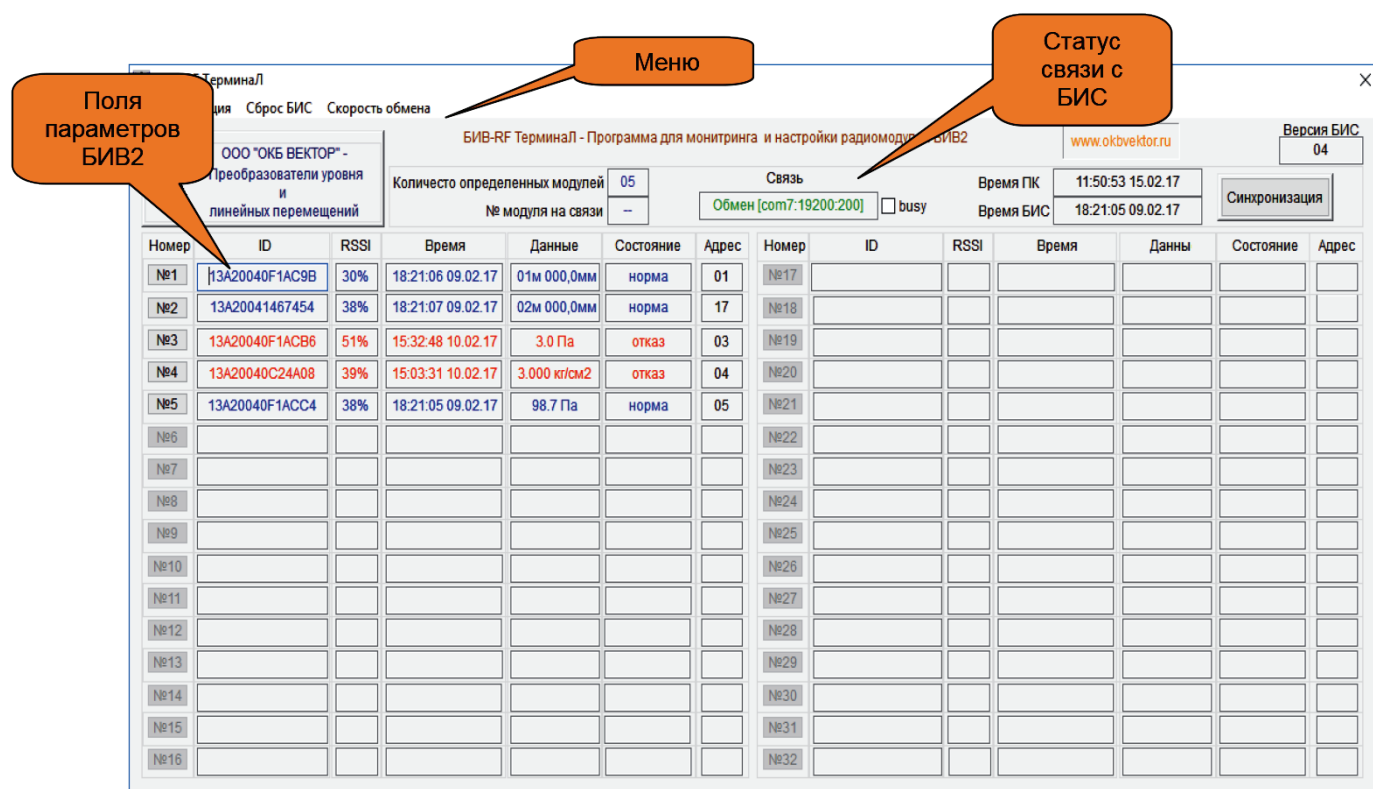 Меню
Статус
связи с
БИС
Поля
параметров
БИВ2
ТерминаЛ
Сброс БИС Скорость обмена
ООО "ОКБ ВЕКТОР" -
Преобразователи уровня
и
линейных перемещений
БИВ-RF ТерминаЛ - Программа для монитринга и настройки БИВ2
www.okbvektor.ru
Версия БИС
04
Количесто определенных модулей 05
№ модуля на связи --
Связь
Обмен [com7:19200:200] busy
Время ПК 11:50:53 15.02.17
Время БИС 18:21:05 09.02.17
Синхронизация
Номер ID RSSI Время Данные Состояние Адрес Номер ID RSSI Время Данны Состояние Адрес
№1 13A20040F1AC9B 30% 18:21:06 09.02.17 01м 000,0мм норма 01 №17
№2 13A20041467454 38% 18:21:07 09.02.17 02м 000,0мм норма 17 №18
№3 13A20040F1ACB6 51% 15:32:48 10.02.17 3.0 Па отказ 03 №19
№4 13A20040C24A08 39% 15:03:31 10.02.17 3.000 кг/см2 отказ 04 №20
№5 13A20040F1ACC4 38% 18:21:05 09.02.17 98.7 Па норма 05 №21
№6 №22
№7 №23
№8 №24
№9 №25
№10 №26
№11 №27
№12 №28
№13 №29
№14 №30
№15 №31
№16 №32